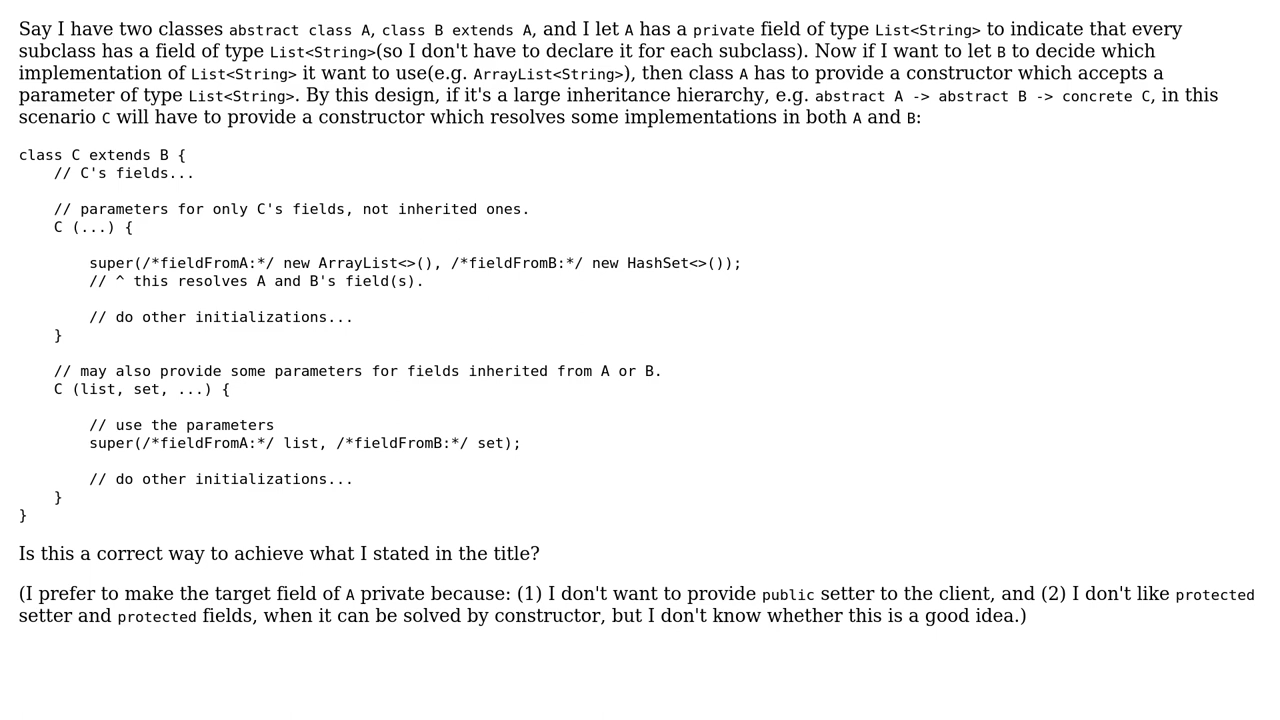 Say I have two classes abstract class A, class B extends A, and I let A has a private field of type List<String> to indicate that every
subclass has a field of type List<String>(so I don't have to declare it for each subclass). Now if I want to let B to decide which
implementation of List<String> it want to use(e.g. ArrayList<String>), then class A has to provide a constructor which accepts a
parameter of type List<String>. By this design, if it's a large inheritance hierarchy, e.g. abstract A -> abstract B -> concrete C, in this
scenario C will have to provide a constructor which resolves some implementations in both A and B:
class C extends B {
// C's fields...
// parameters for only C's fields, not inherited ones.
C (...) {
super(/*fieldFromA:*/ new ArrayList<>(), /*fieldFromB:*/ new HashSet<>());
// ^ this resolves A and B's field(s).
// do other initializations...
}
// may also provide some parameters for fields inherited from A or B.
C (list, set, ...) {
// use the parameters
super(/*fieldFromA:*/ list, /*fieldFromB:*/ set);
// do other initializations...
}
}
Is this a correct way to achieve what I stated in the title?
(I prefer to make the target field of A private because: (1) I don't want to provide public setter to the client, and (2) I don't like protected
setter and protected fields, when it can be solved by constructor, but I don't know whether this is a good idea.)